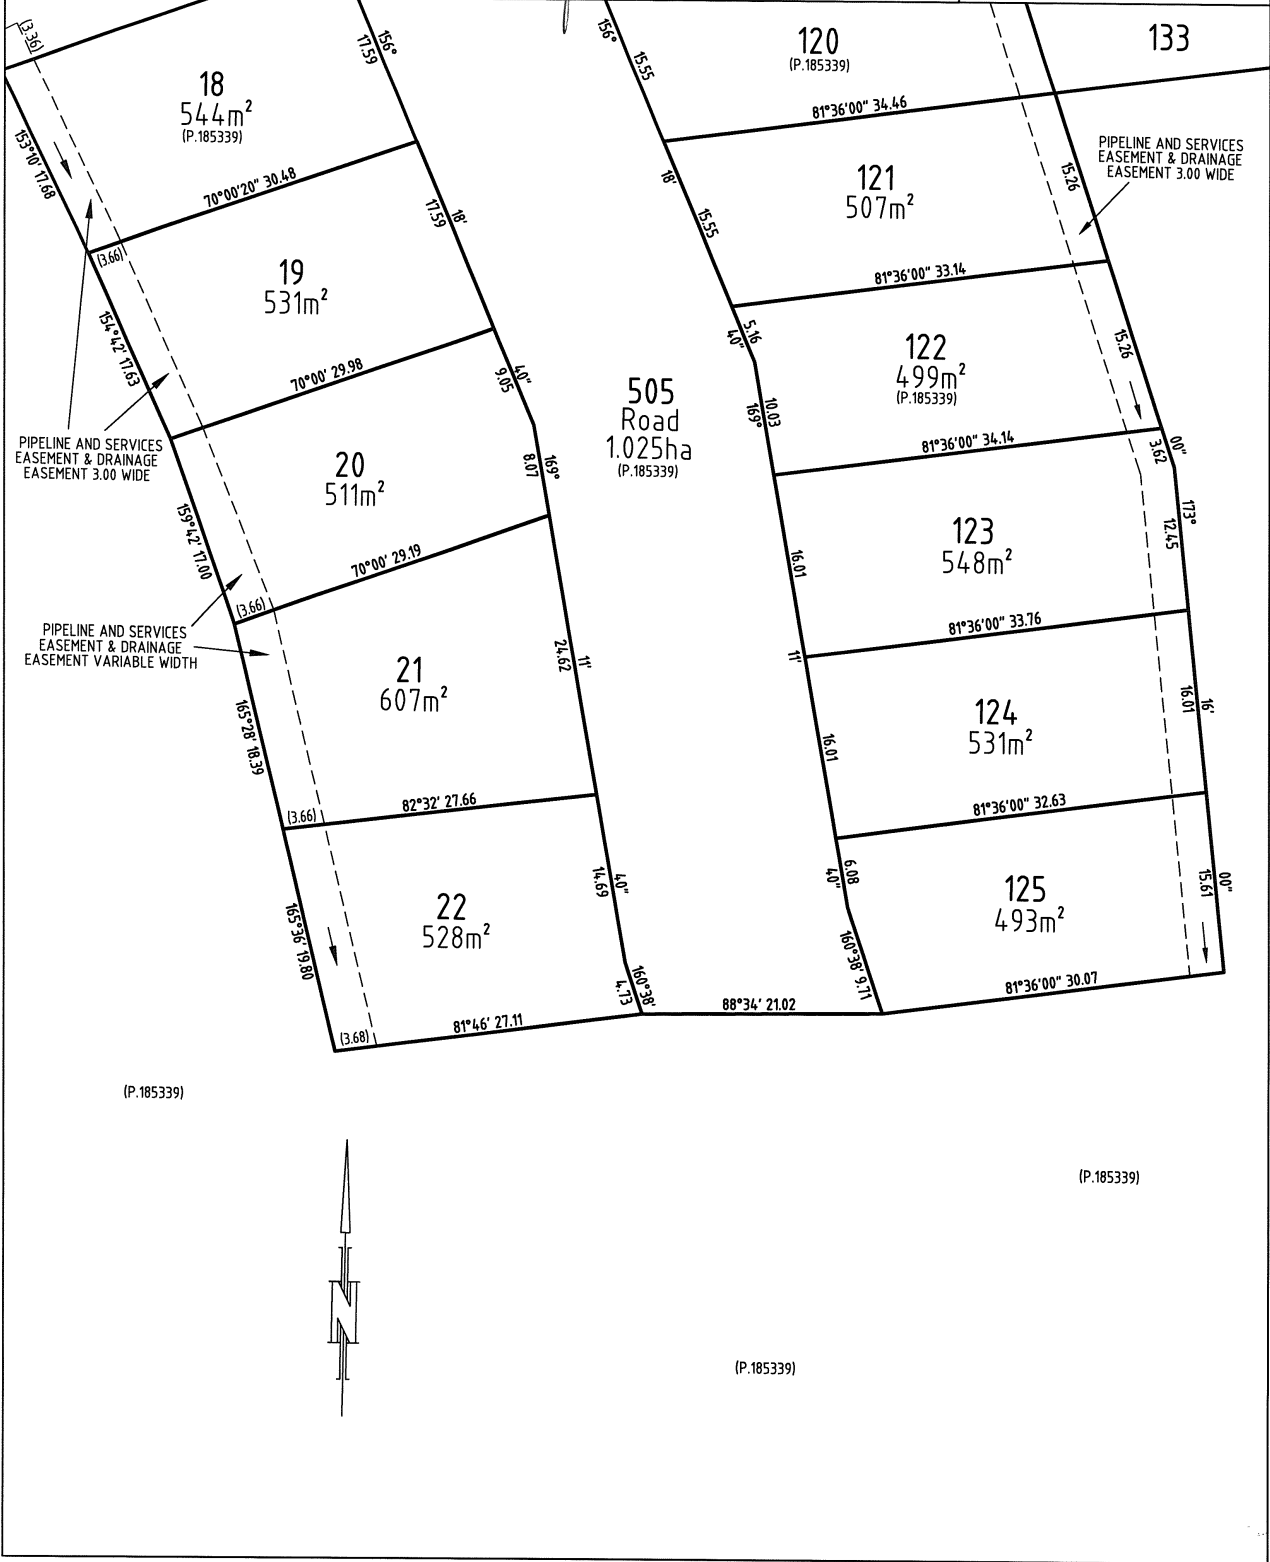 (3.36)
156°
17.59
156°
15.55
120
(P.185339)
133
18
544m²
(P.185339)
81°36'00" 34.46
153°10' 17.68
70°00'20" 30.48
18'
17.59
18'
15.55
121
507m²
15.26
PIPELINE AND SERVICES
EASEMENT & DRAINAGE
EASEMENT 3.00 WIDE
(3.66)
19
531m²
81°36'00" 33.14
154°42' 17.63
70°00' 29.98
40"
9.05
5.16
40"
122
499m²
(P.185339)
15.26
505
Road
1.025ha
(P.185339)
10.03
169°
81°36'00" 34.14
00"
3.62
PIPELINE AND SERVICES
EASEMENT & DRAINAGE
EASEMENT 3.00 WIDE
20
511m²
169°
8.07
159°42' 17.00
70°00' 29.19
16.01
123
548m²
173°
12.45
(3.66)
PIPELINE AND SERVICES
EASEMENT & DRAINAGE
EASEMENT VARIABLE WIDTH
81°36'00" 33.76
21
607m²
24.62
11'
11'
165°28' 18.39
16.01
124
531m²
16.01
16'
(3.66)
82°32' 27.66
81°36'00" 32.63
22
528m²
14.69
40"
6.08
40"
125
493m²
15.61
00"
165°36' 19.80
160°38'
4.73
160°38' 9.71
81°36'00" 30.07
(3.68)
81°46' 27.11
88°34' 21.02
(P.185339)
(P.185339)
N
(P.185339)